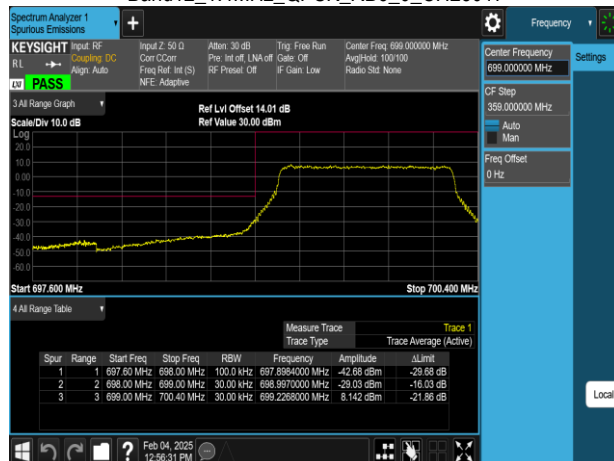 Spectrum Analyzer 1
Spurious Emissions
Frequency
KEYSIGHT Input: RF
RL
Coupling: DC
Align: Auto
Input Z: 50 Ω
Corr CCorr
Freq Ref: Int (S)
NFE: Adaptive
Atten: 30 dB
Pre: Int off, LNA off
RF Preset: Off
Trig: Free Run
Gate: Off
IF Gain: Low
Center Freq: 699.000000 MHz
Avg|Hold: 100/100
Radio Std: None
LXI PASS
Center Frequency
699.000000 MHz
Settings
CF Step
359.000000 MHz
Auto
Man
Freq Offset
0 Hz
3 All Range Graph
Scale/Div 10.0 dB
Ref Lvl Offset 14.01 dB
Ref Value 30.00 dBm
Log
20.0
10.0
0.00
-10.0
-20.0
-30.0
-40.0
-50.0
-60.0
Start 697.600 MHz
Stop 700.400 MHz
4 All Range Table
Measure Trace Trace 1
Trace Type Trace Average (Active)
Spur Range Start Freq Stop Freq RBW Frequency Amplitude ΔLimit
1 1 697.60 MHz 698.00 MHz 100.0 kHz 697.8984000 MHz -42.68 dBm -29.68 dB
2 2 698.00 MHz 699.00 MHz 30.00 kHz 698.9970000 MHz -29.03 dBm -16.03 dB
3 3 699.00 MHz 700.40 MHz 30.00 kHz 699.2268000 MHz 8.142 dBm -21.86 dB
Local
?
Feb 04, 2025
12:56:31 PM